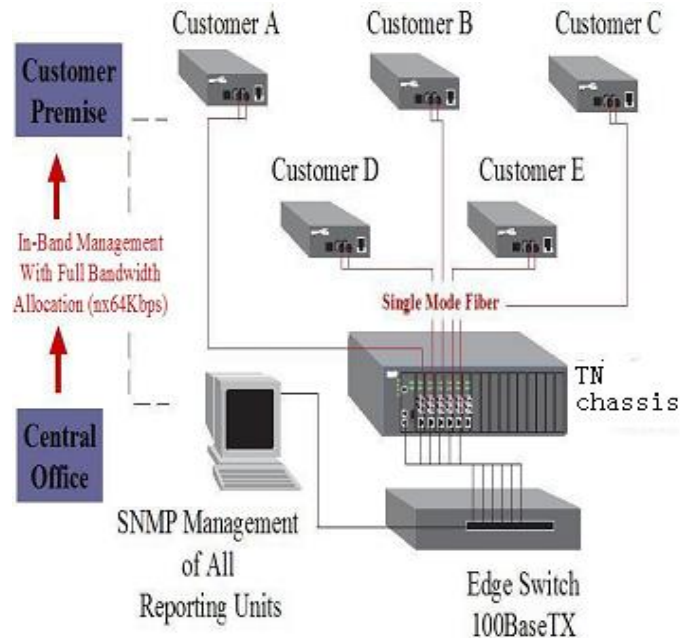 Customer A
Customer B
Customer C
Customer
Premise
Customer D
Customer E
In-Band Management
With Full Bandwidth
Allocation (nx64Kbps)
Single Mode Fiber
TN
chassis
Central
Office
SNMP Management
of All
Reporting Units
Edge Switch
100BaseTX